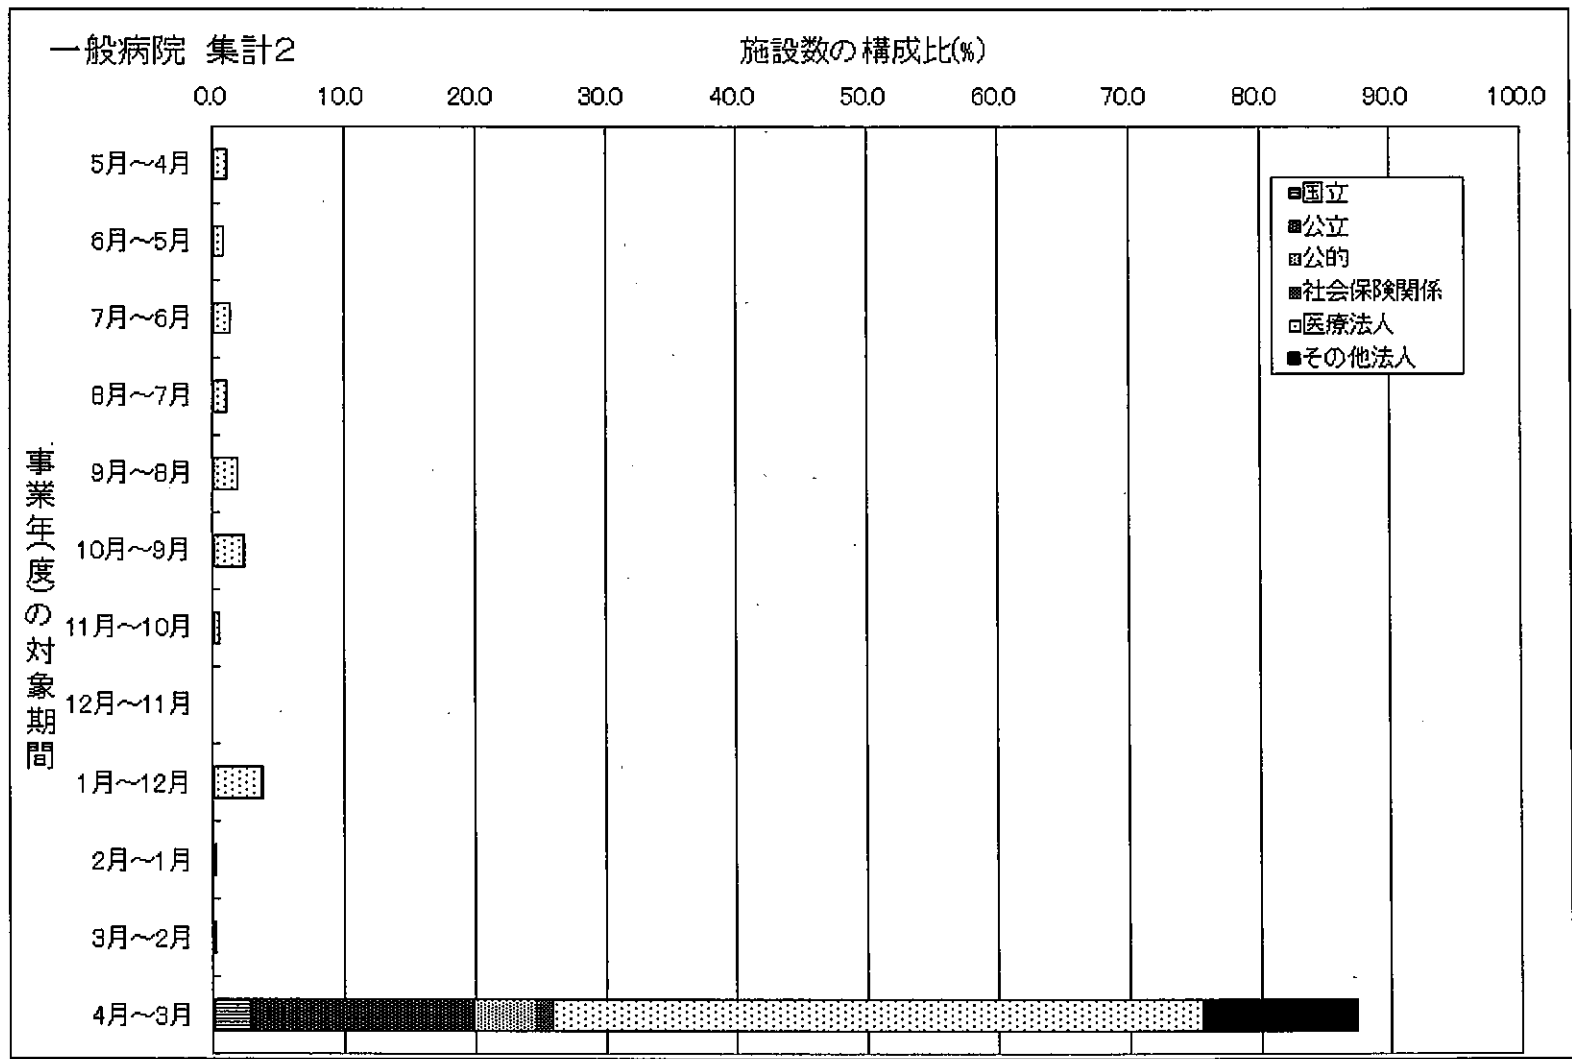 一般病院 集計2
施設数の構成比(%)
0.0 10.0 20.0 30.0 40.0 50.0 60.0 70.0 80.0 90.0 100.0
5月～4月
6月～5月
7月～6月
8月～7月
9月～8月
10月～9月
11月～10月
12月～11月
1月～12月
2月～1月
3月～2月
4月～3月
事業年(度)の対象期間
国立
公立
公的
社会保険関係
医療法人
その他法人